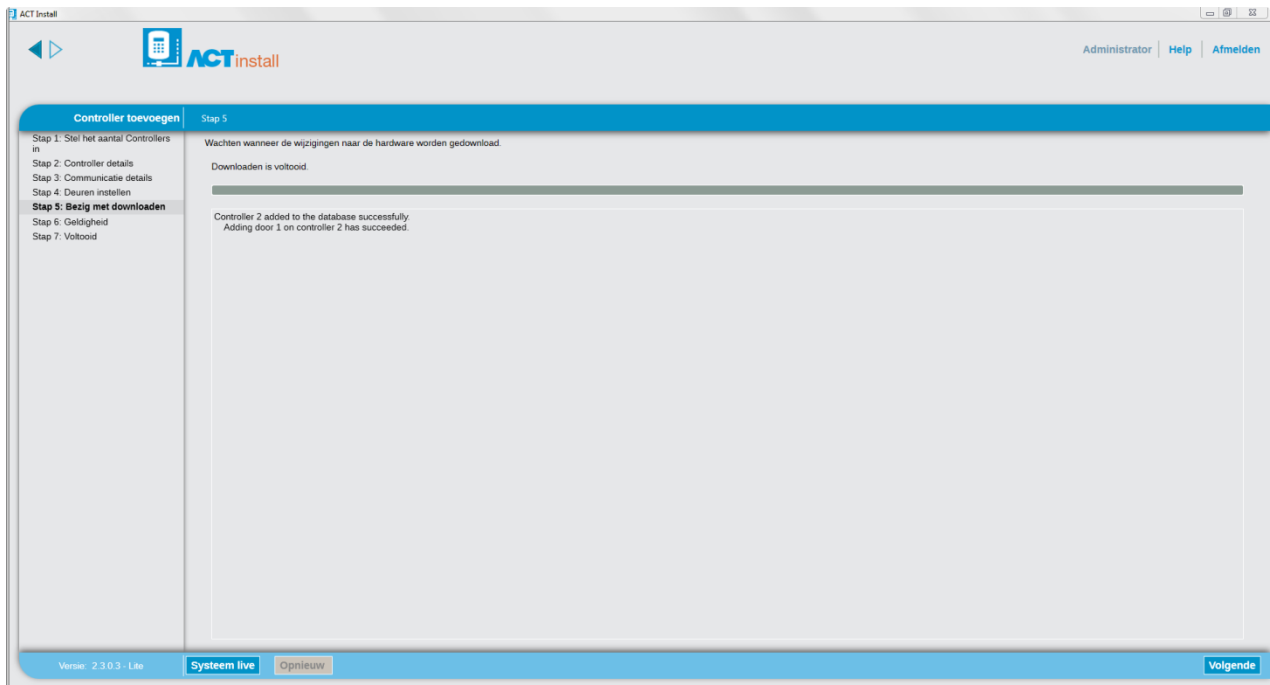 ACT Install
ACTinstall
Administrator Help Afmelden
Controller toevoegen
Stap 5
Stap 1: Stel het aantal Controllers
in
Stap 2: Controller details
Stap 3: Communicatie details
Stap 4: Deuren instellen
Stap 5: Bezig met downloaden
Stap 6: Geldigheid
Stap 7: Voltooid
Wachten wanneer de wijzigingen naar de hardware worden gedownload.
Downloaden is voltooid.
Controller 2 added to the database successfully.
Adding door 1 on controller 2 has succeeded.
Versie: 2.3.0.3 - Lite
Systeem live
Opnieuw
Volgende